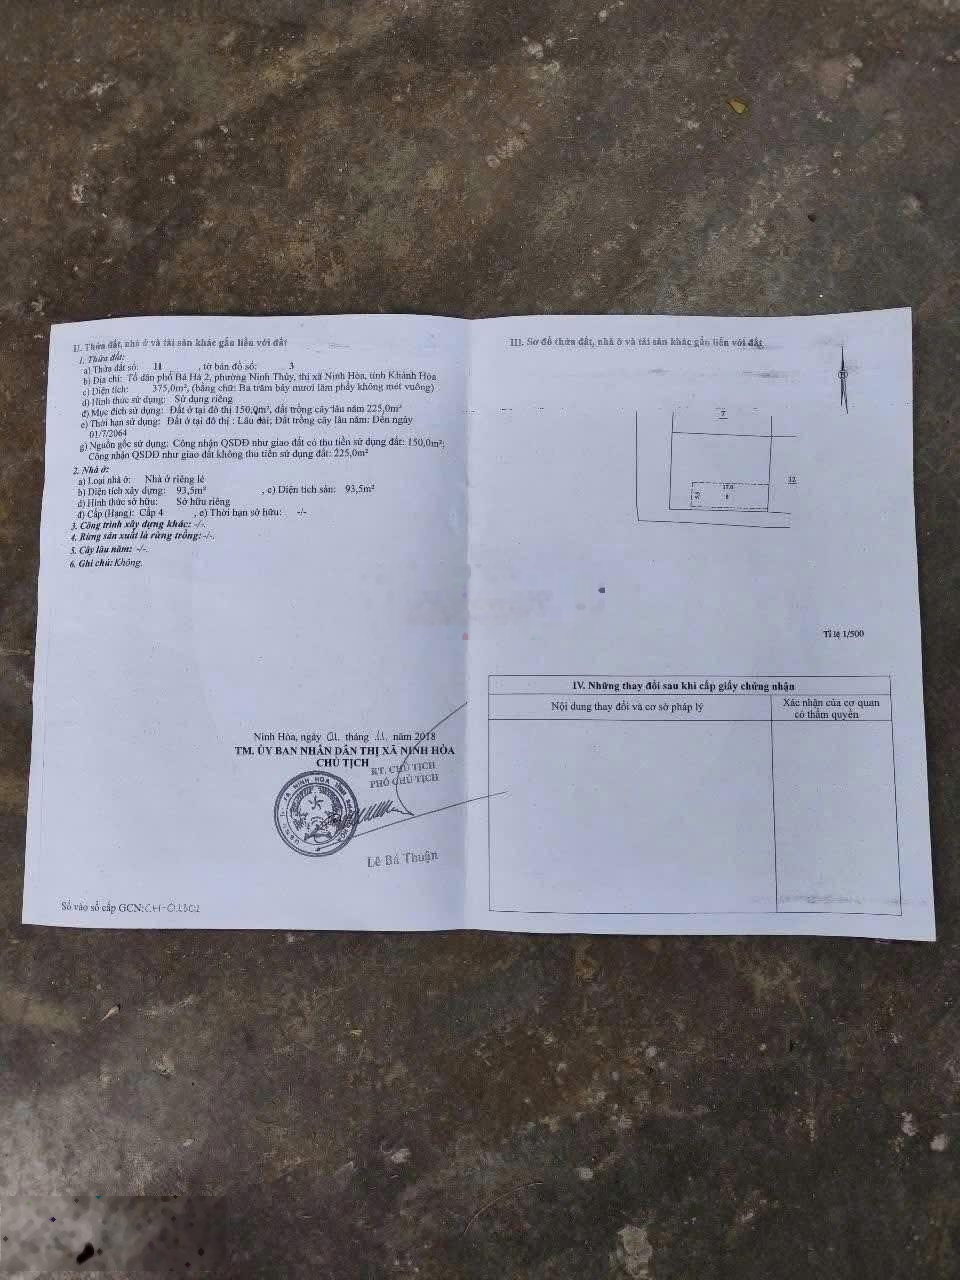 II. Thửa đất, nhà ở và tài sản khác gắn liền với đất
1. Thửa đất:
a) Thửa đất số: 11 , tờ bản đồ số: 3
b) Địa chỉ: Tổ dân phố Bá Hà 2, phường Ninh Thủy, thị xã Ninh Hòa, tỉnh Khánh Hòa
c) Diện tích: 375,0m², (bằng chữ: Ba trăm bảy mươi lăm phẩy không mét vuông)
d) Hình thức sử dụng: Sử dụng riêng
đ) Mục đích sử dụng: Đất ở tại đô thị 150,0m², đất trồng cây lâu năm 225,0m²
e) Thời hạn sử dụng: Đất ở tại đô thị : Lâu dài; Đất trồng cây lâu năm: Đến ngày
01/7/2064
g) Nguồn gốc sử dụng: Công nhận QSDĐ như giao đất có thu tiền sử dụng đất: 150,0m²;
Công nhận QSDĐ như giao đất không thu tiền sử dụng đất: 225,0m²
2. Nhà ở:
a) Loại nhà ở: Nhà ở riêng lẻ
b) Diện tích xây dựng: 93,5m² , c) Diện tích sàn: 93,5m²
d) Hình thức sở hữu: Sở hữu riêng
đ) Cấp (Hạng): Cấp 4 , e) Thời hạn sở hữu: -/-
3. Công trình xây dựng khác: -/-.
4. Rừng sản xuất là rừng trồng: -/-.
5. Cây lâu năm: -/-.
6. Ghi chú: Không.
Ninh Hòa, ngày 01 tháng 11 năm 2018
TM. ỦY BAN NHÂN DÂN THỊ XÃ NINH HÒA
CHỦ TỊCH
KT. CHỦ TỊCH
PHÓ CHỦ TỊCH
Lê Bá Thuận
Số vào sổ cấp GCN:
III. Sơ đồ thửa đất, nhà ở và tài sản khác gắn liền với đất
7
12
17.0
5.5
8
Tỉ lệ 1/500
IV. Những thay đổi sau khi cấp giấy chứng nhận
Nội dung thay đổi và cơ sở pháp lý
Xác nhận của cơ quan
có thẩm quyền